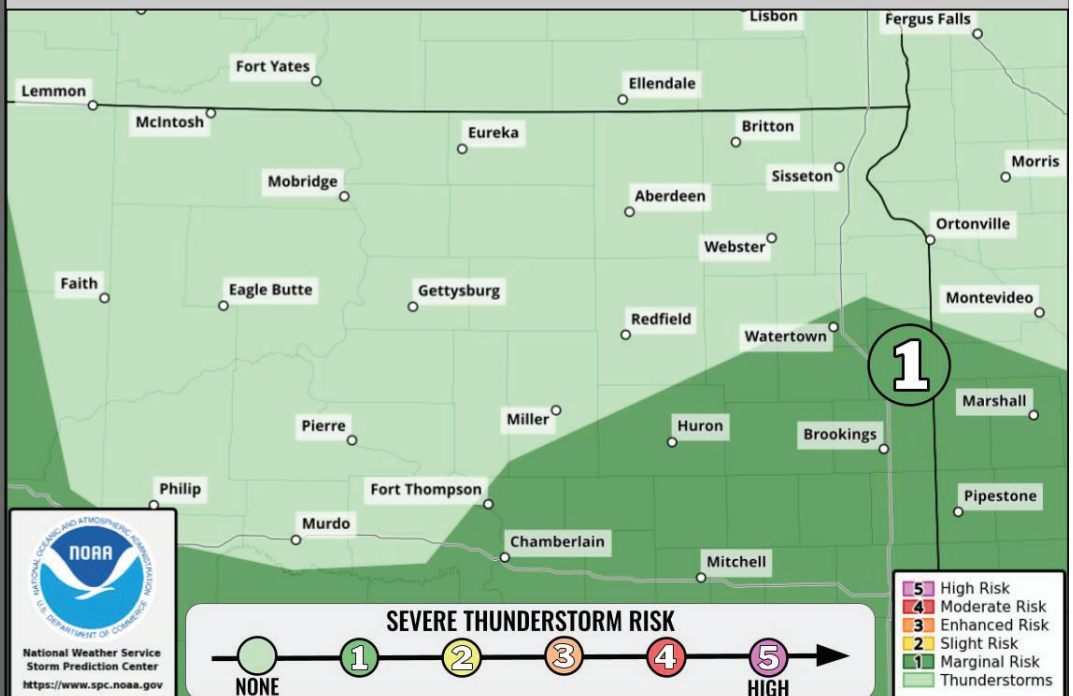 Lisbon
Fergus Falls
Fort Yates
Lemmon
Ellendale
McIntosh
Britton
Eureka
Morris
Sisseton
Mobridge
Aberdeen
Ortonville
Webster
Faith
Eagle Butte
Gettysburg
Montevideo
Redfield
Watertown
1
Marshall
Miller
Pierre
Huron
Brookings
Philip
Fort Thompson
Pipestone
Murdo
Chamberlain
Mitchell
NATIONAL OCEANIC AND ATMOSPHERIC ADMINISTRATION
NOAA
U.S. DEPARTMENT OF COMMERCE
National Weather Service
Storm Prediction Center
https://www.spc.noaa.gov
SEVERE THUNDERSTORM RISK
1 2 3 4 5
NONE HIGH
5 High Risk
4 Moderate Risk
3 Enhanced Risk
2 Slight Risk
1 Marginal Risk
Thunderstorms